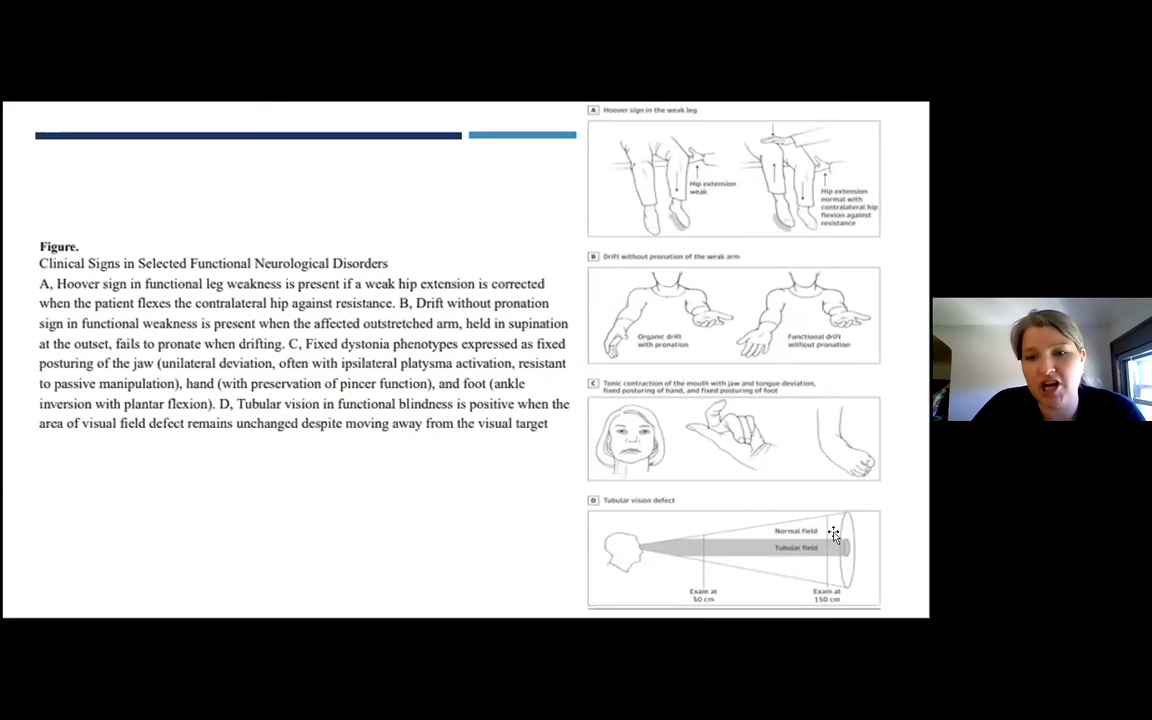 Figure.
Clinical Signs in Selected Functional Neurological Disorders
A, Hoover sign in functional leg weakness is present if a weak hip extension is corrected
when the patient flexes the contralateral hip against resistance. B, Drift without pronation
sign in functional weakness is present when the affected outstretched arm, held in supination
at the outset, fails to pronate when drifting. C, Fixed dystonia phenotypes expressed as fixed
posturing of the jaw (unilateral deviation, often with ipsilateral platysma activation, resistant
to passive manipulation), hand (with preservation of pincer function), and foot (ankle
inversion with plantar flexion). D, Tubular vision in functional blindness is positive when the
area of visual field defect remains unchanged despite moving away from the visual target
A Hoover sign in the weak leg
Hip extension
weak
Hip extension
normal with
contralateral hip
flexion against
resistance
B Drift without pronation of the weak arm
Organic drift
with pronation
Functional drift
without pronation
C Tonic contraction of the mouth with jaw and tongue deviation,
fixed posturing of hand, and fixed posturing of foot
D Tubular vision defect
Normal field
Tubular field
Exam at
50 cm
Exam at
150 cm